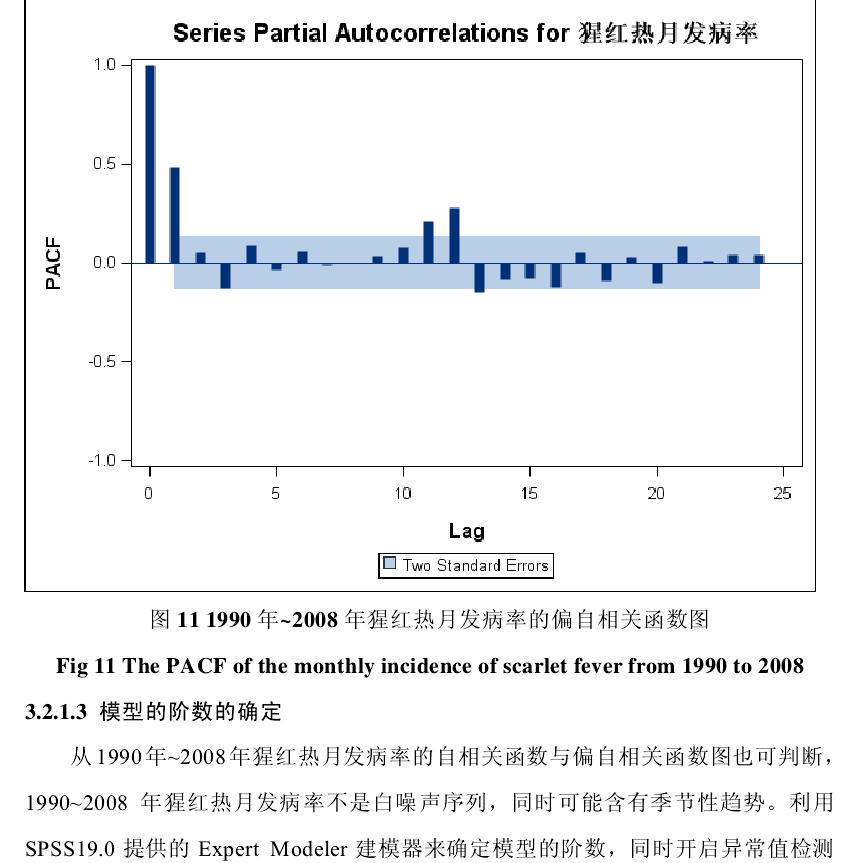 Series Partial Autocorrelations for 猩红热月发病率
1.0
0.5
0.0
-0.5
-1.0
PACF
0 5 10 15 20 25
Lag
Two Standard Errors
图 11 1990 年~2008 年猩红热月发病率的偏自相关函数图
Fig 11 The PACF of the monthly incidence of scarlet fever from 1990 to 2008
3.2.1.3 模型的阶数的确定
从 1990 年~2008 年猩红热月发病率的自相关函数与偏自相关函数图也可判断，
1990~2008 年猩红热月发病率不是白噪声序列，同时可能含有季节性趋势。利用
SPSS19.0 提供的 Expert Modeler 建模器来确定模型的阶数，同时开启异常值检测